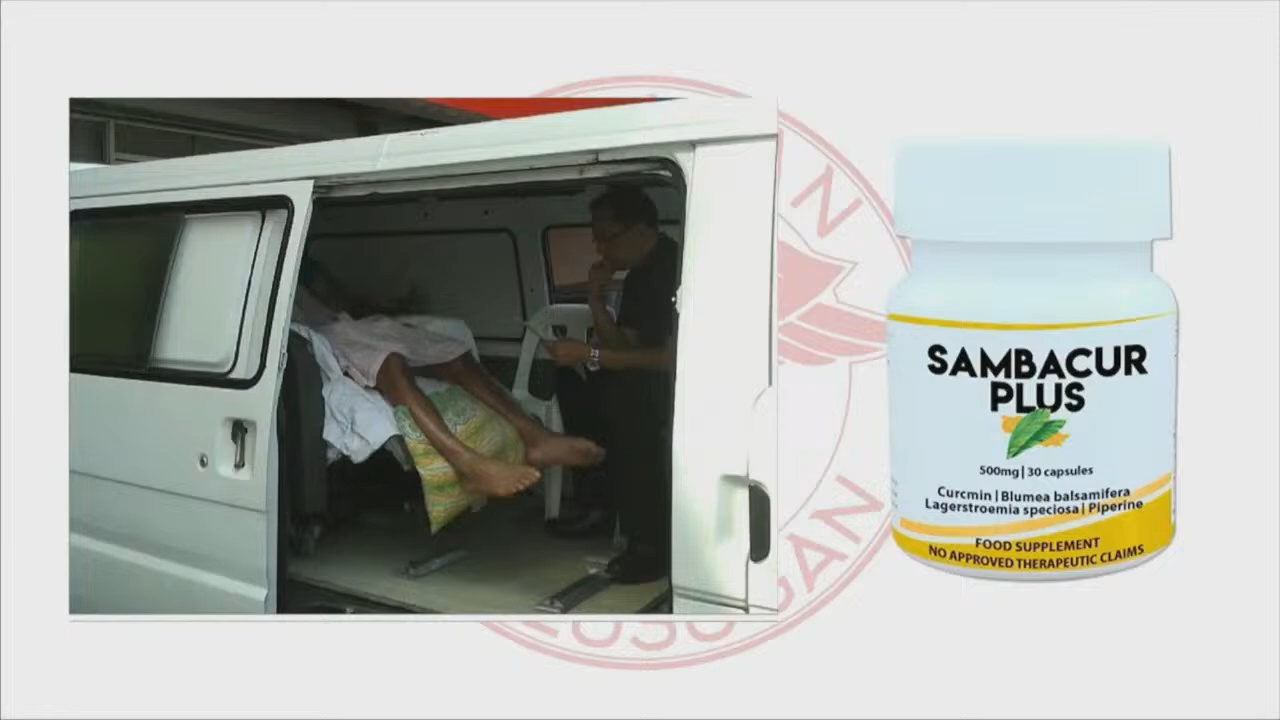 SAMBACUR
PLUS
500mg | 30 capsules
Curcmin | Blumea balsamifera
Lagerstroemia speciosa | Piperine
FOOD SUPPLEMENT
NO APPROVED THERAPEUTIC CLAIMS